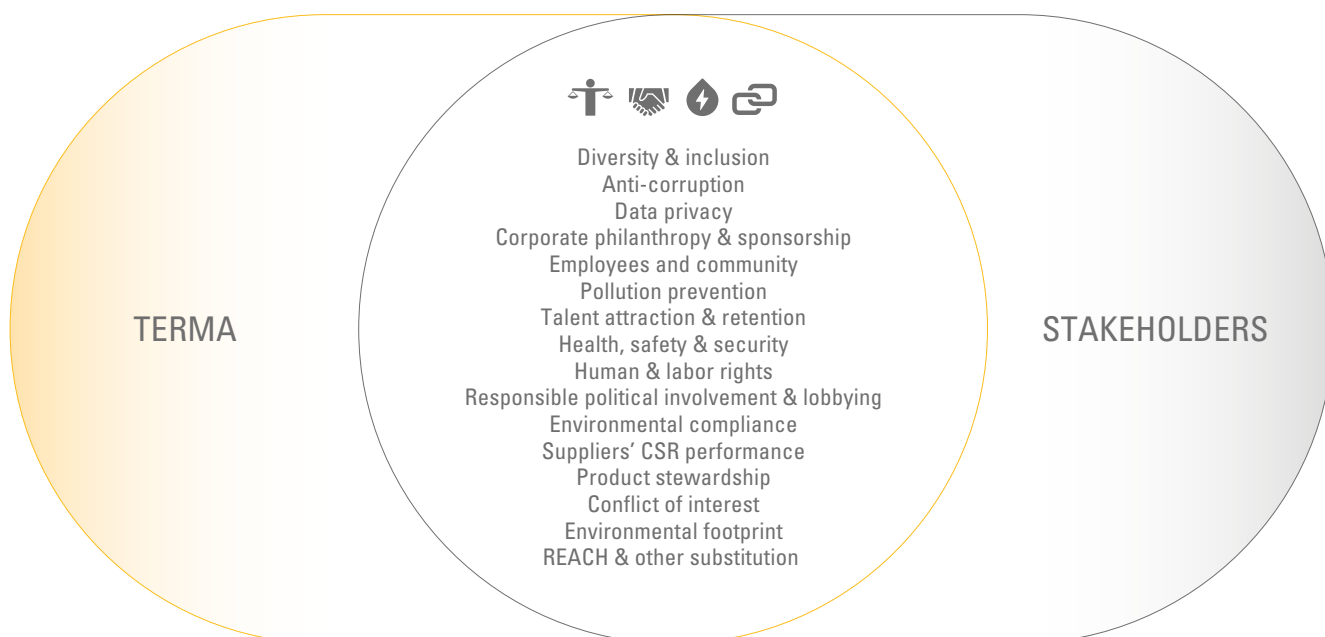 Diversity & inclusion
Anti-corruption
Data privacy
Corporate philanthropy & sponsorship
Employees and community
Pollution prevention
Talent attraction & retention
TERMA
STAKEHOLDERS
Health, safety & security
Human & labor rights
Responsible political involvement & lobbying
Environmental compliance
Suppliers’ CSR performance
Product stewardship
Conflict of interest
Environmental footprint
REACH & other substitution